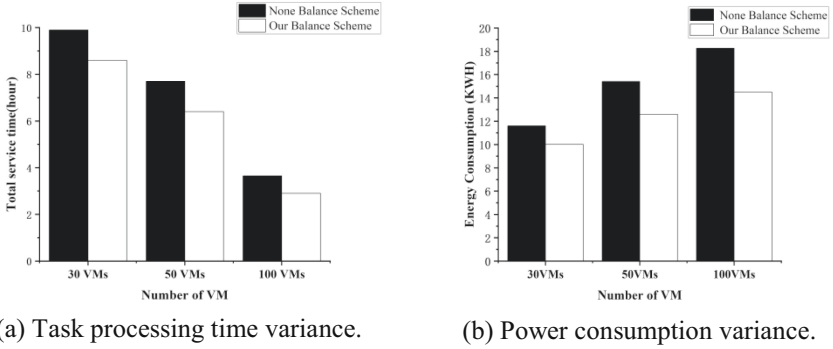 None Balance Scheme
Our Balance Scheme
10
8
6
4
2
0
Total service time(hour)
30 VMs 50 VMs 100 VMs
Number of VM
(a) Task processing time variance.
None Balance Scheme
Our Balance Scheme
20
18
16
14
12
10
8
6
4
2
0
Energy Consumption (KWH)
30VMs 50VMs 100VMs
Number of VM
(b) Power consumption variance.